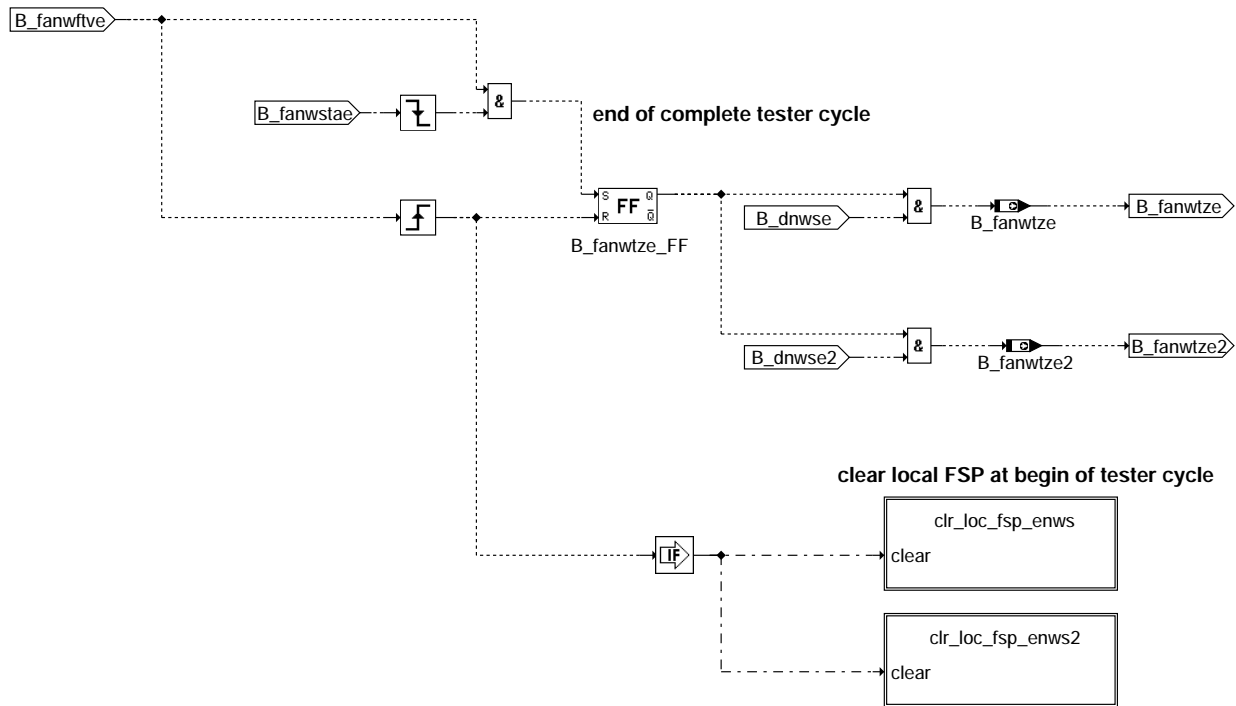 B_fanwftve
&
B_fanwstae
end of complete tester cycle
S Q
FF
R Q̅
B_fanwtze_FF
B_dnwse
&
B_fanwtze
B_fanwtze
B_dnwse2
&
B_fanwtze2
B_fanwtze2
clear local FSP at begin of tester cycle
clr_loc_fsp_enws
IF
clear
clr_loc_fsp_enws2
clear